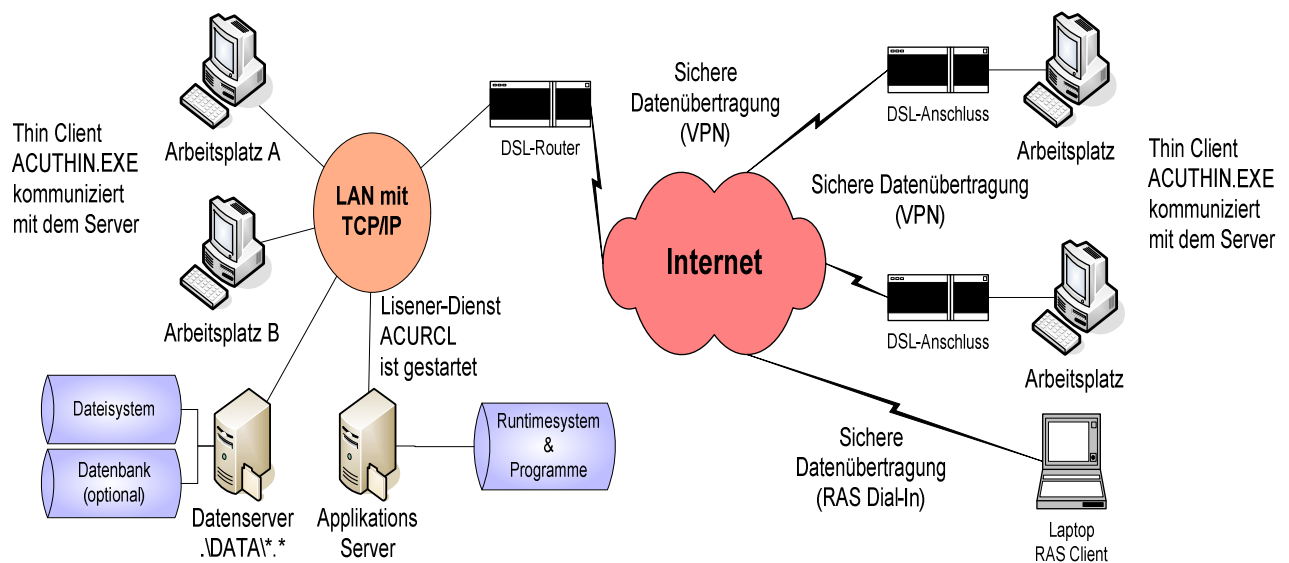 Thin Client
ACUTHIN.EXE
kommuniziert
mit dem Server
Arbeitsplatz A
Arbeitsplatz B
LAN mit
TCP/IP
DSL-Router
Lisener-Dienst
ACURCL
ist gestartet
Dateisystem
Datenbank
(optional)
Datenserver
.\DATA\*.*
Applikations
Server
Runtimesystem
&
Programme
Internet
Sichere
Datenübertragung
(VPN)
DSL-Anschluss
Arbeitsplatz
Sichere Datenübertragung
(VPN)
DSL-Anschluss
Arbeitsplatz
Thin Client
ACUTHIN.EXE
kommuniziert
mit dem Server
Sichere
Datenübertragung
(RAS Dial-In)
Laptop
RAS Client